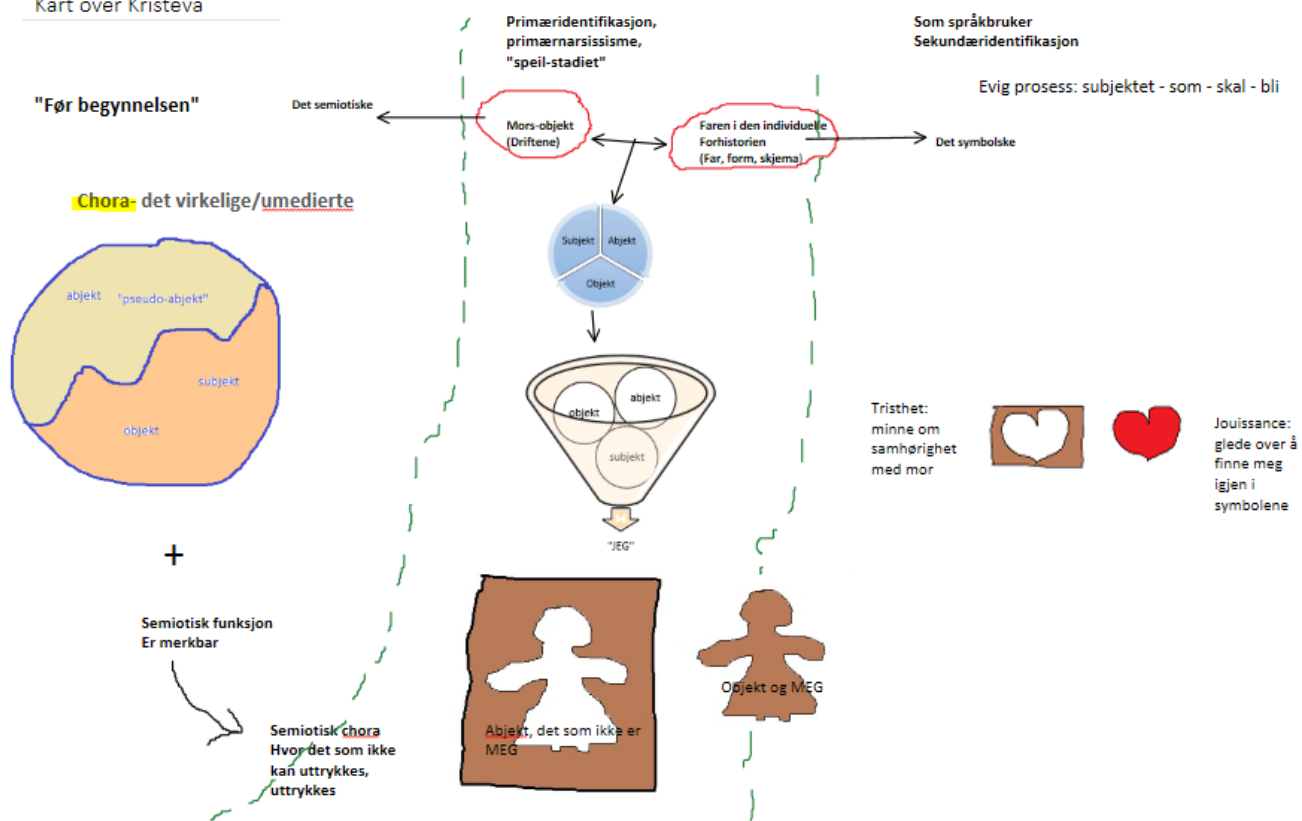 Kart over Kristeva
"Før begynnelsen"
Det semiotiske
Chora- det virkelige/umedierte
abjekt
"pseudo-abjekt"
subjekt
objekt
+
Semiotisk funksjon
Er merkbar
Semiotisk chora
Hvor det som ikke
kan uttrykkes,
uttrykkes
Primæridentifikasjon,
primærnarsissisme,
"speil-stadiet"
Mors-objekt
(Driftene)
Faren i den individuelle
Forhistorien
(Far, form, skjema)
Subjekt
Abjekt
Objekt
objekt
abjekt
subjekt
"JEG"
Abjekt, det som ikke er
MEG
Objekt og MEG
Som språkbruker
Sekundæridentifikasjon
Evig prosess: subjektet - som - skal - bli
Det symbolske
Tristhet:
minne om
samhørighet
med mor
Jouissance:
glede over å
finne meg
igjen i
symbolene